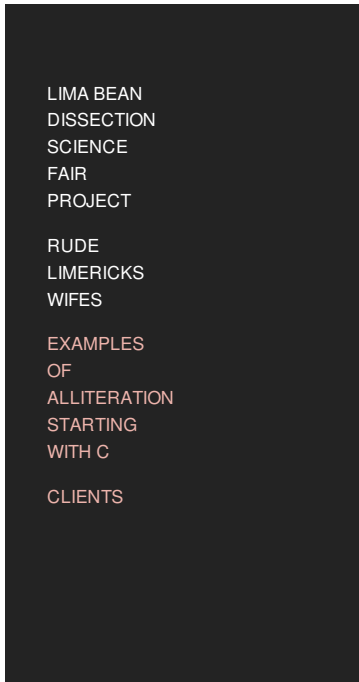 LIMA BEAN
DISSECTION
SCIENCE
FAIR
PROJECT
RUDE
LIMERICKS
WIFES
EXAMPLES
OF
ALLITERATION
STARTING
WITH C
CLIENTS